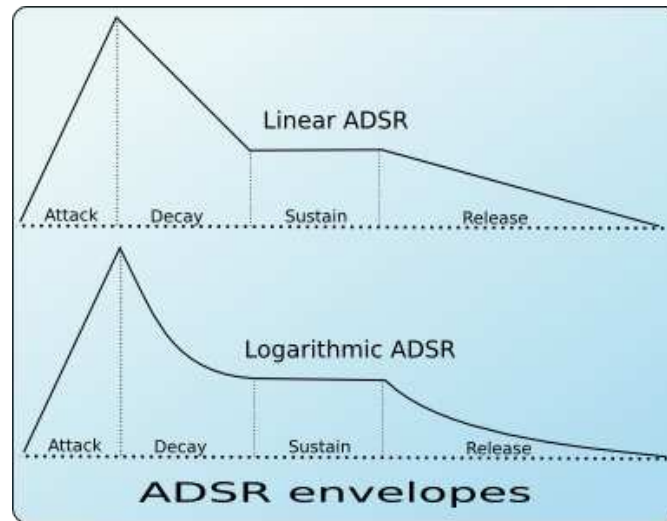 Linear ADSR
Attack Decay Sustain Release
Logarithmic ADSR
Attack Decay Sustain Release
ADSR envelopes